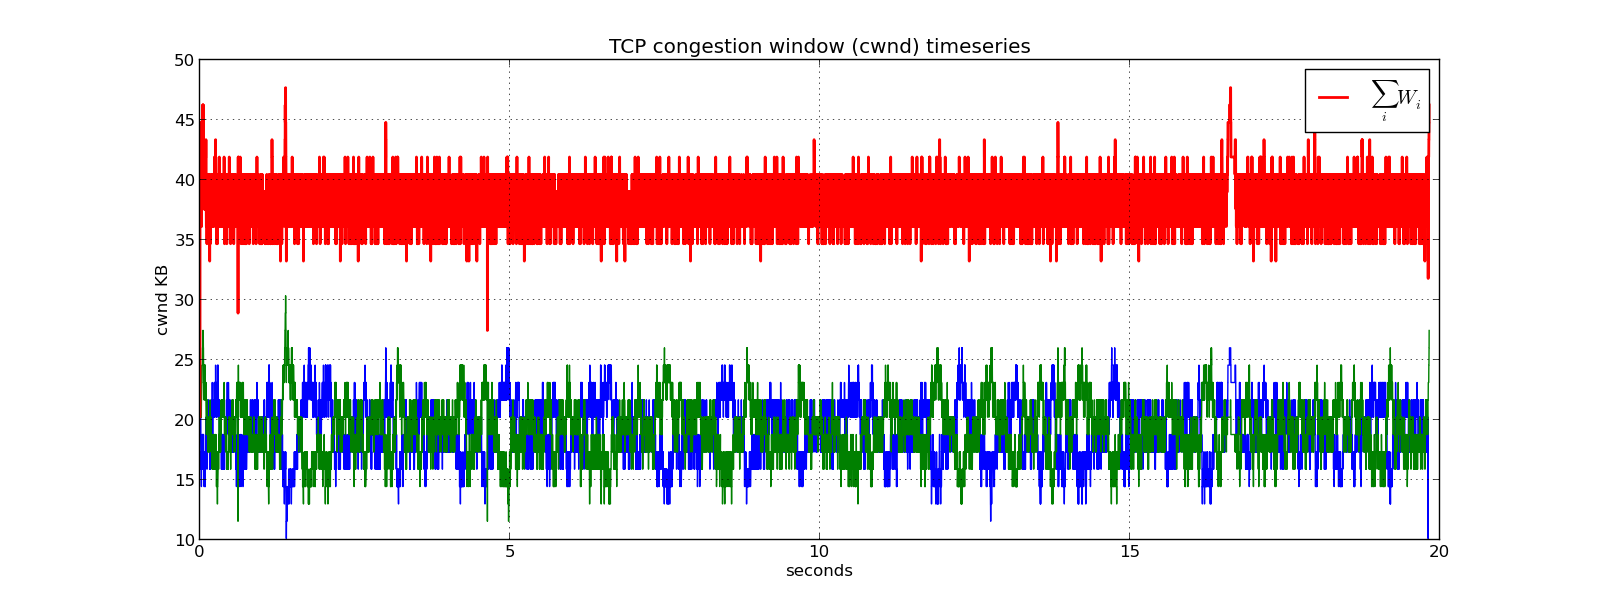 TCP congestion window (cwnd) timeseries
50
45
40
35
30
25
20
15
10
cwnd KB
∑ᵢ Wᵢ
0 5 10 15 20
seconds